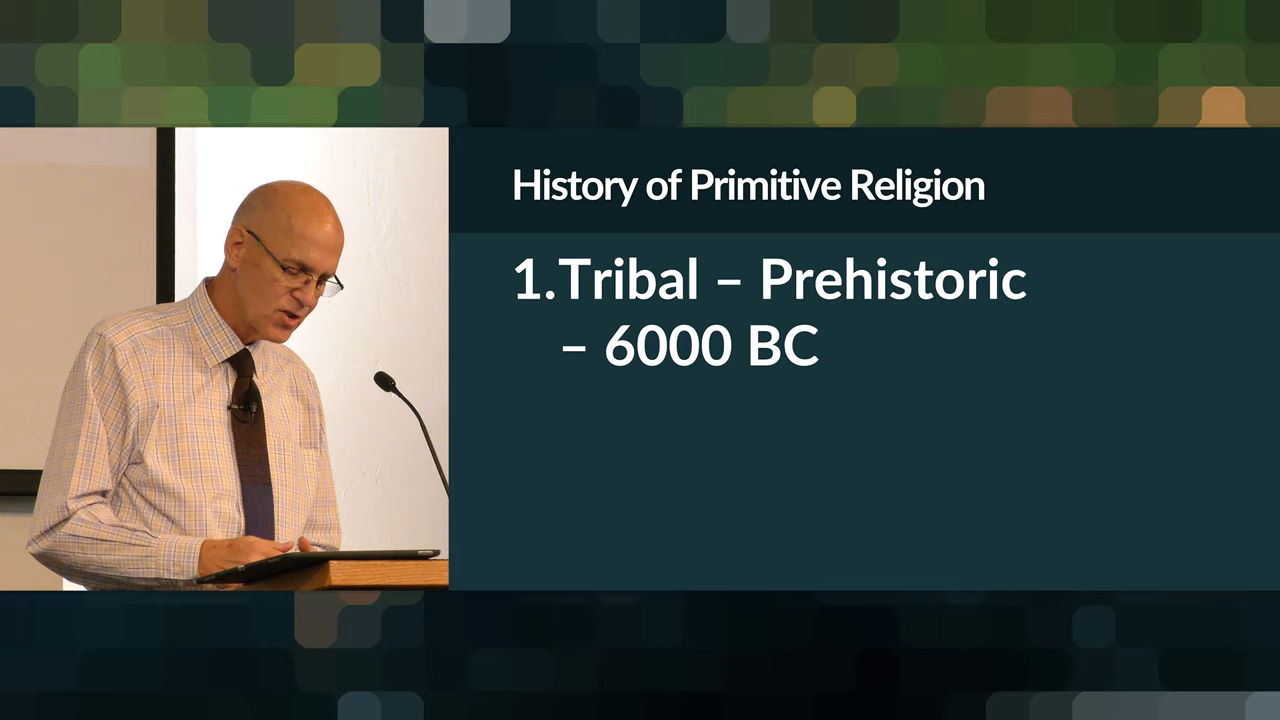 History of Primitive Religion
1.Tribal – Prehistoric
– 6000 BC